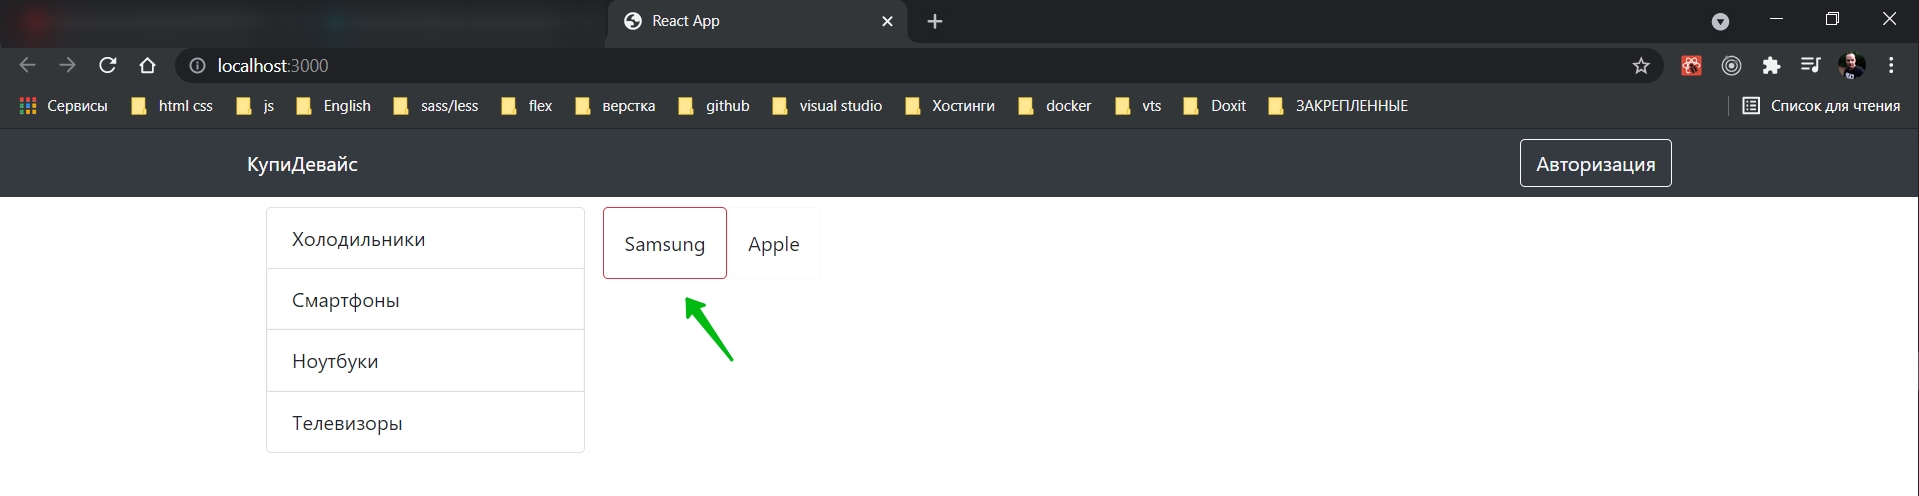 React App
localhost:3000
Сервисы html css js English sass/less flex верстка github visual studio Хостинги docker vts Doxit ЗАКРЕПЛЕННЫЕ Список для чтения
КупиДевайс Авторизация
Холодильники Samsung Apple
Смартфоны
Ноутбуки
Телевизоры